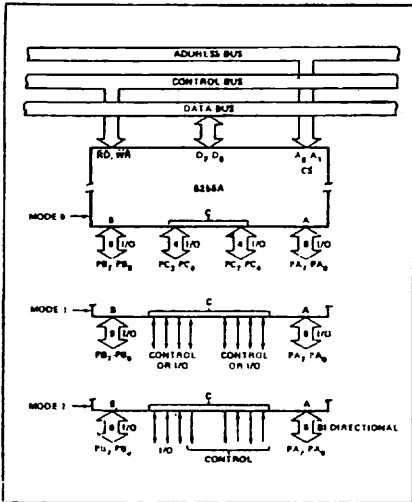 ADDRESS BUS
CONTROL BUS
DATA BUS
RD, WR D7 D0 A0 A1
CS
8255A
MODE 0
B C A
8 I/O 4 I/O 4 I/O 8 I/O
PB7 PB0 PC3 PC0 PC7 PC4 PA7 PA0
MODE 1
B C A
8 I/O 8 I/O
PB7 PB0 CONTROL OR I/O CONTROL OR I/O PA7 PA0
MODE 2
B C A
8 I/O BI DIRECTIONAL
PB7 PB0 I/O CONTROL PA7 PA0